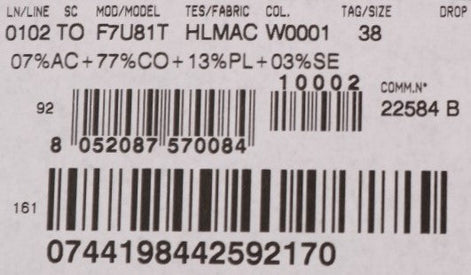 LN/LINE SC MOD/MODEL TES/FABRIC COL. TAG/SIZE DROP
0102 TO F7U81T HLMAC W0001 38
07%AC+77%CO+13%PL+03%SE
10002 COMM.N°
92 22584 B
8 052087 570084
161
0744198442592170